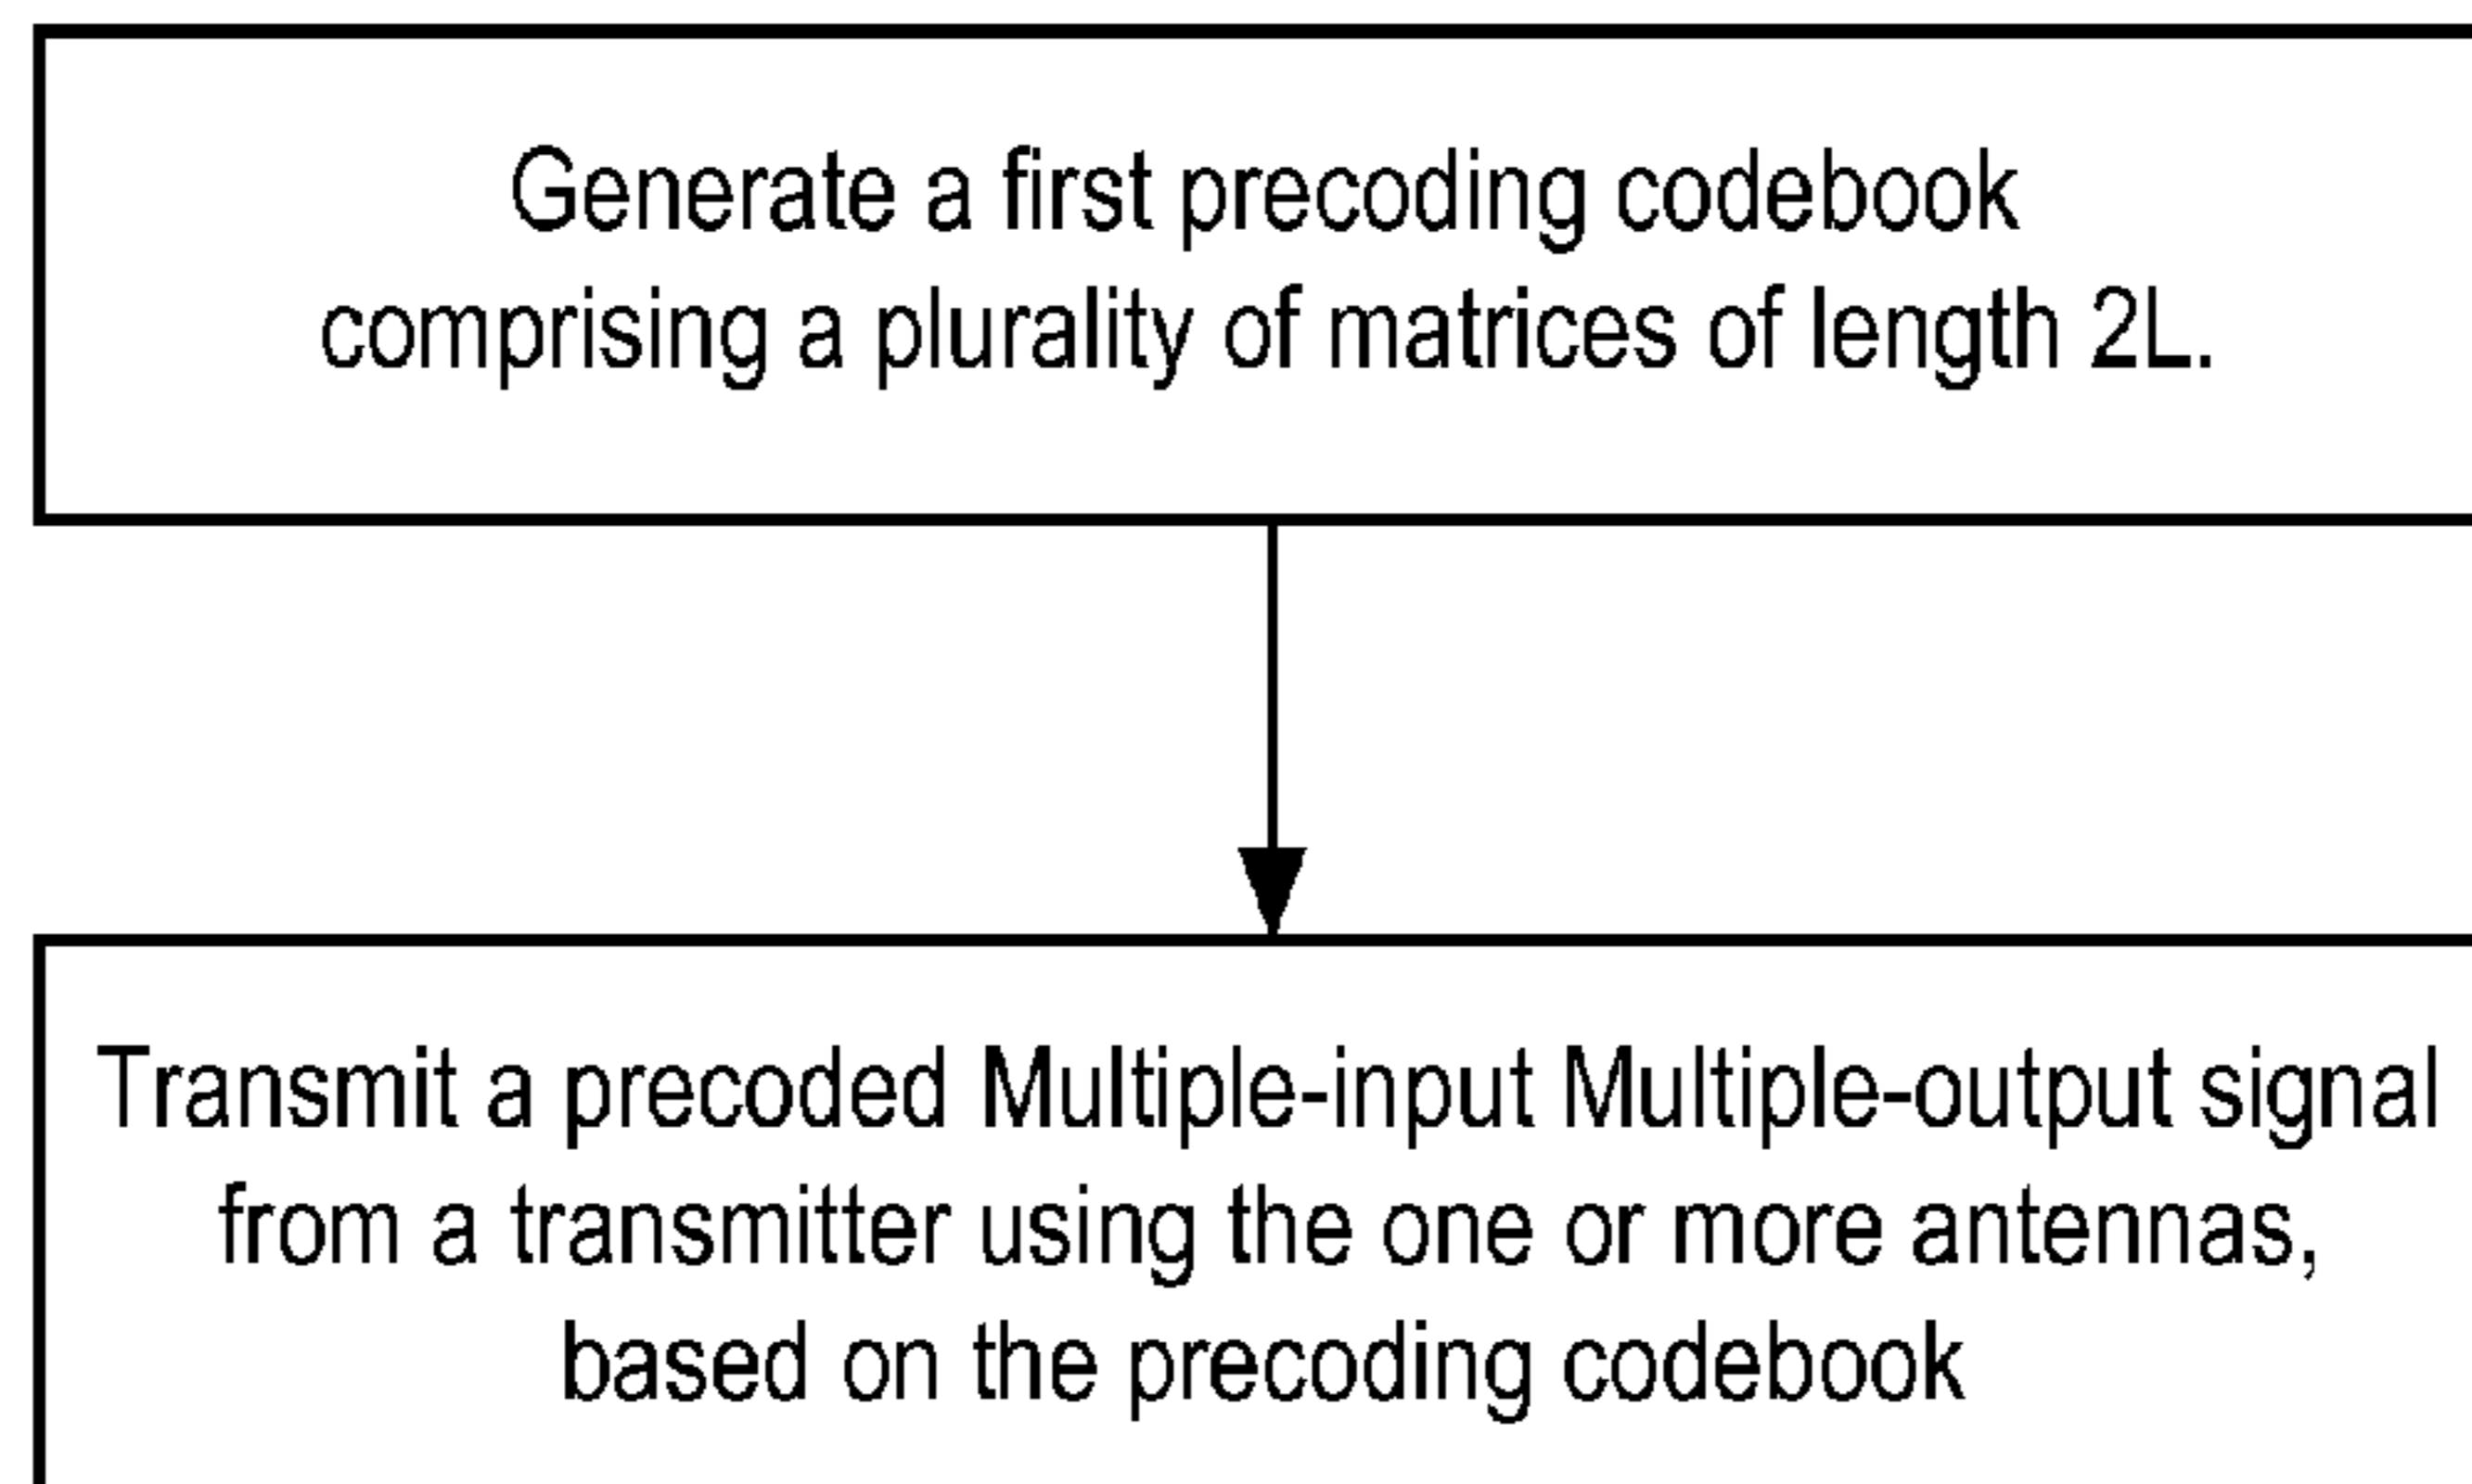 Generate a first precoding codebook
comprising a plurality of matrices of length 2L.
Transmit a precoded Multiple-input Multiple-output signal
from a transmitter using the one or more antennas,
based on the precoding codebook